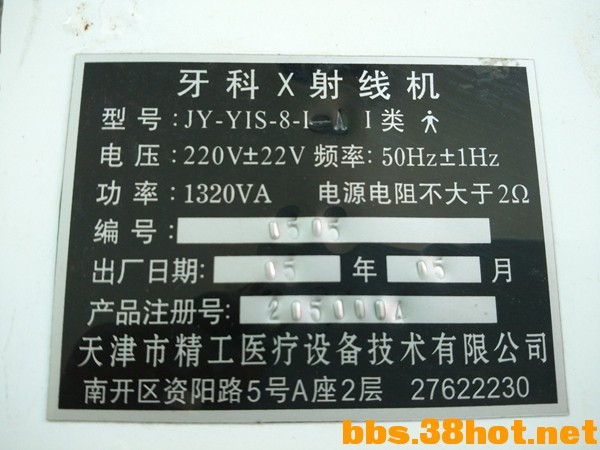 牙科X射线机
型号:JY-YIS-8-L-A I类
电压:220V±22V 频率:50Hz±1Hz
功率:1320VA 电源电阻不大于2Ω
编号: 0505
出厂日期: 05 年 05 月
产品注册号: 205000A
天津市精工医疗设备技术有限公司
南开区资阳路5号A座2层 27622230
bbs.38hot.net